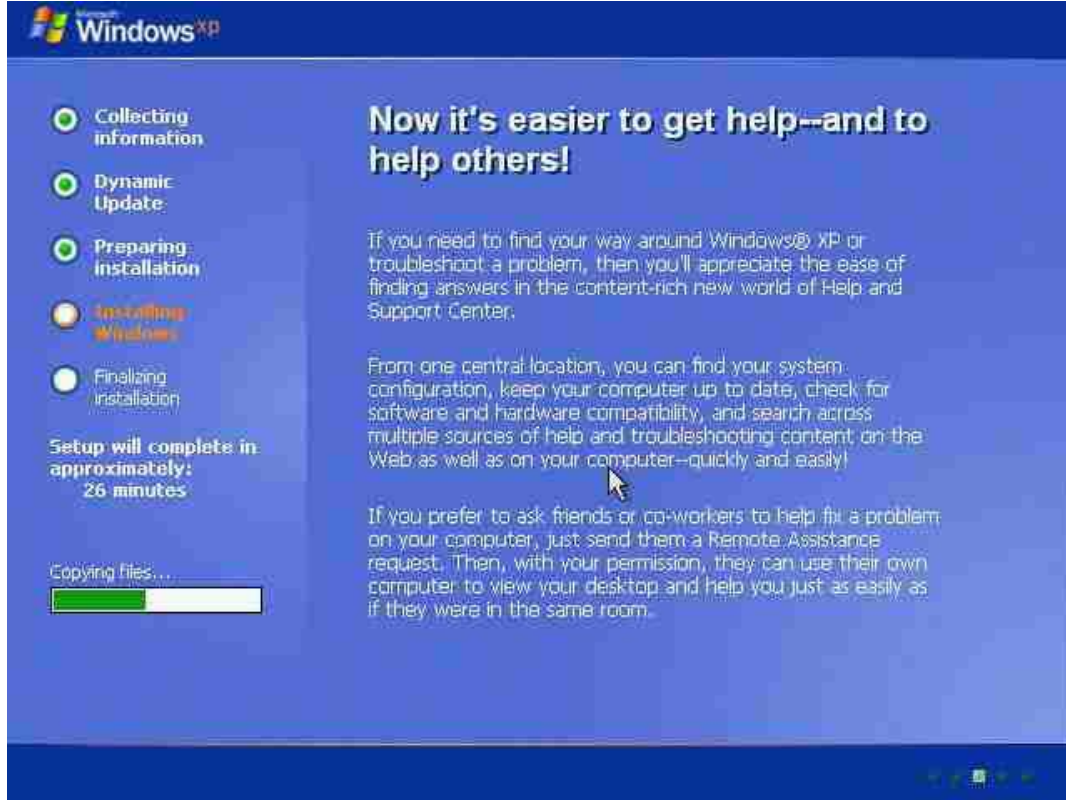 Microsoft
Windows xp
Collecting
information
Dynamic
Update
Preparing
installation
Installing
Windows
Finalizing
installation
Setup will complete in
approximately:
26 minutes
Copying files...
Now it's easier to get help--and to
help others!
If you need to find your way around Windows® XP or
troubleshoot a problem, then you'll appreciate the ease of
finding answers in the content-rich new world of Help and
Support Center.
From one central location, you can find your system
configuration, keep your computer up to date, check for
software and hardware compatibility, and search across
multiple sources of help and troubleshooting content on the
Web as well as on your computer--quickly and easily!
If you prefer to ask friends or co-workers to help fix a problem
on your computer, just send them a Remote Assistance
request. Then, with your permission, they can use their own
computer to view your desktop and help you just as easily as
if they were in the same room.